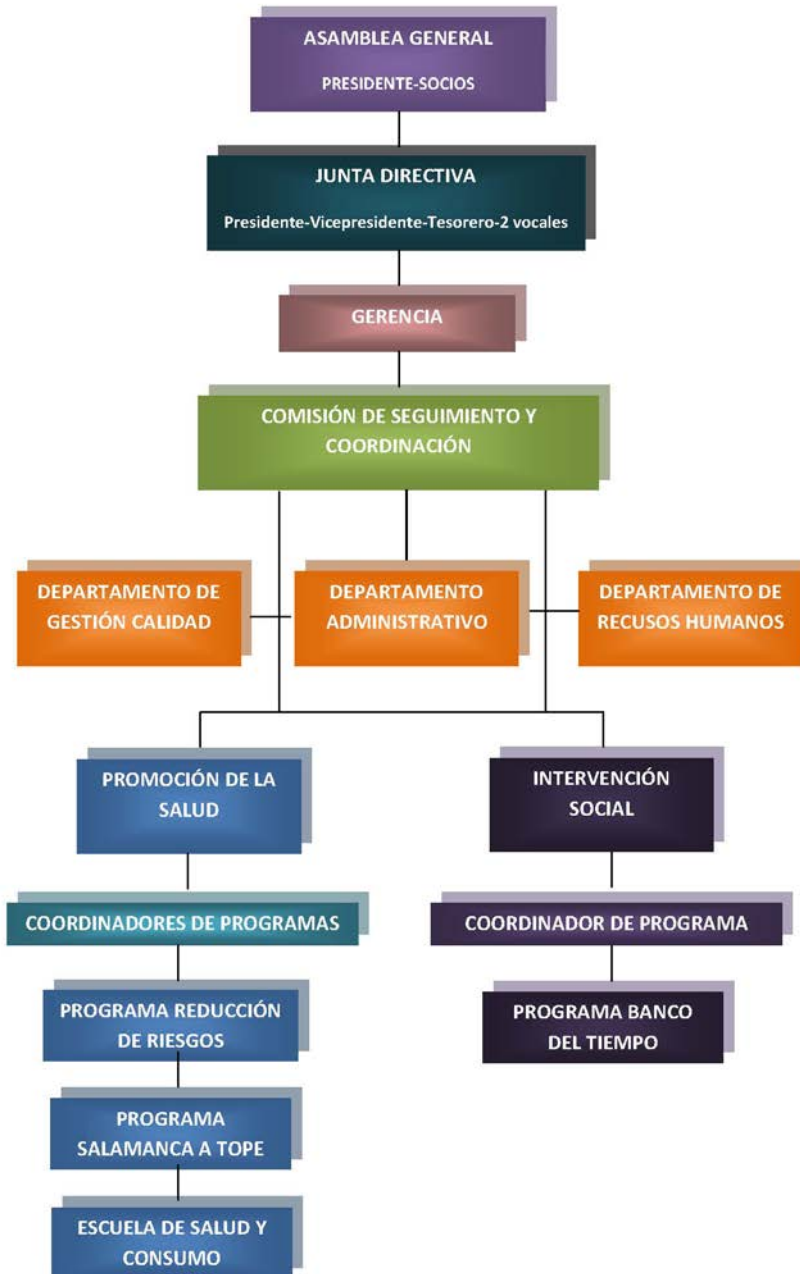 ASAMBLEA GENERAL
PRESIDENTE-SOCIOS
JUNTA DIRECTIVA
Presidente-Vicepresidente-Tesorero-2 vocales
GERENCIA
COMISIÓN DE SEGUIMIENTO Y
COORDINACIÓN
DEPARTAMENTO DE
GESTIÓN CALIDAD
DEPARTAMENTO
ADMINISTRATIVO
DEPARTAMENTO DE
RECUSOS HUMANOS
PROMOCIÓN DE LA
SALUD
INTERVENCIÓN
SOCIAL
COORDINADORES DE PROGRAMAS
COORDINADOR DE PROGRAMA
PROGRAMA REDUCCIÓN
DE RIESGOS
PROGRAMA BANCO
DEL TIEMPO
PROGRAMA
SALAMANCA A TOPE
ESCUELA DE SALUD Y
CONSUMO